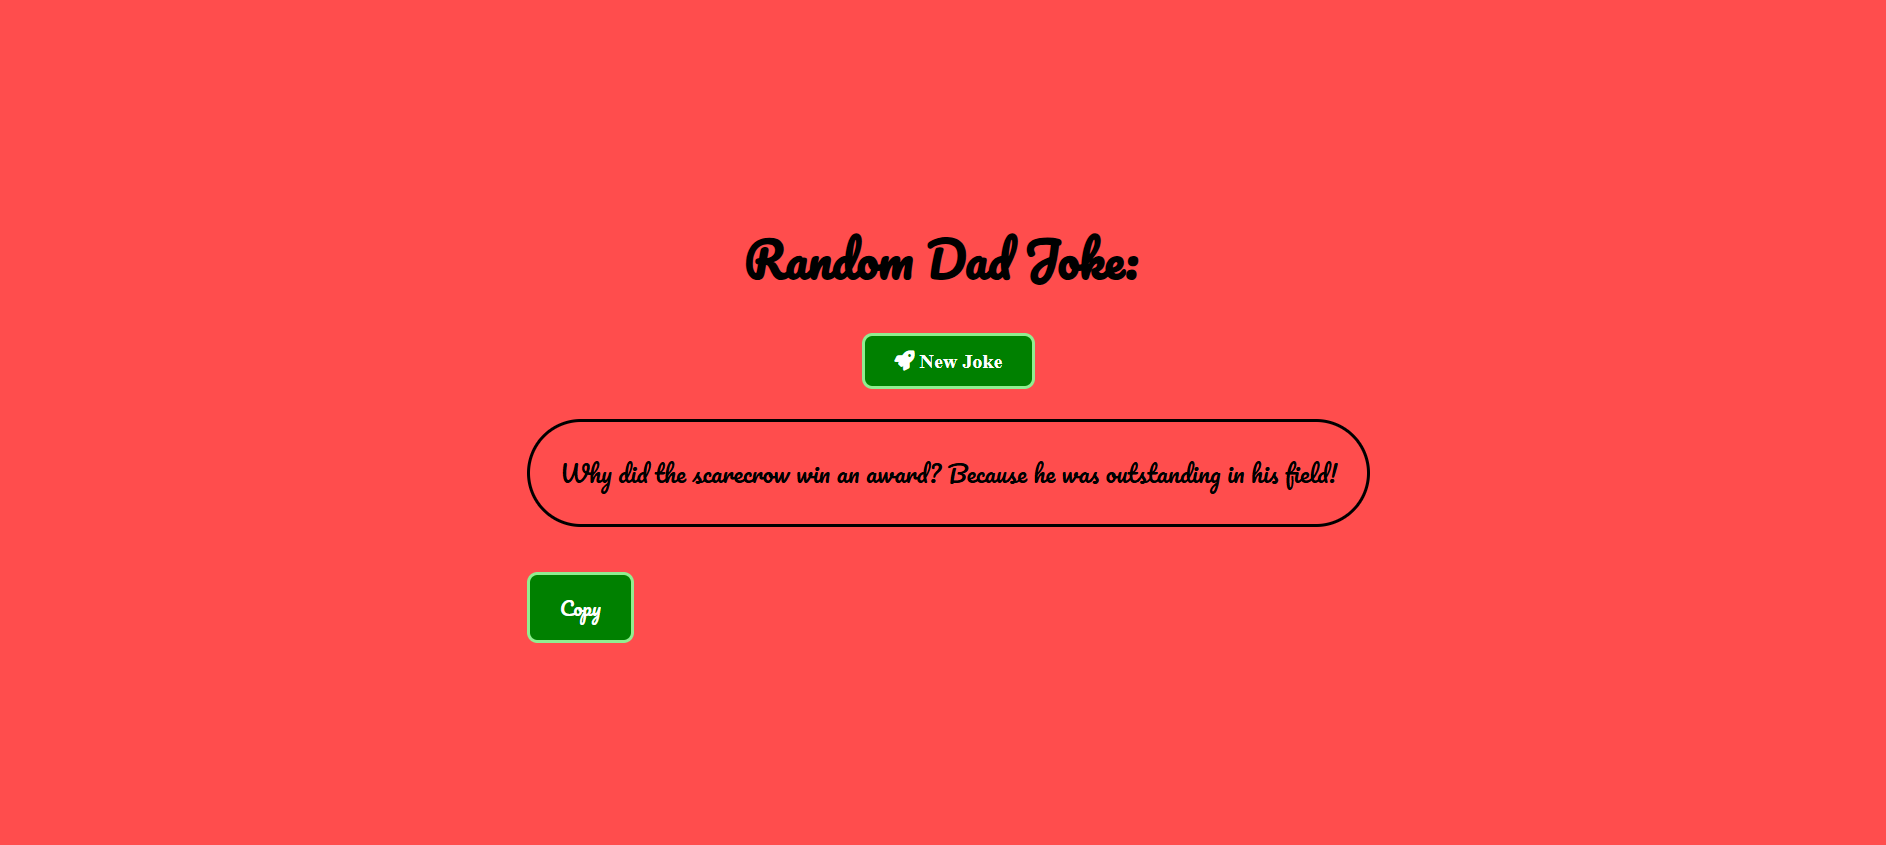 Random Dad Joke:
New Joke
Why did the scarecrow win an award? Because he was outstanding in his field!
Copy